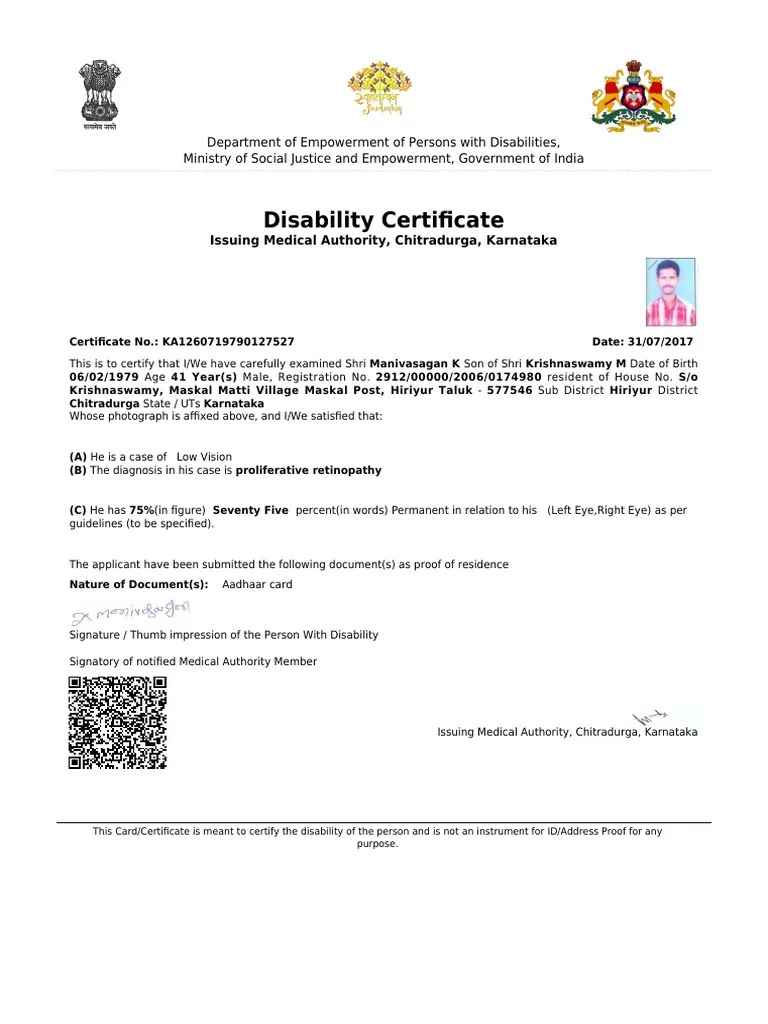 सत्यमेव जयते
Department of Empowerment of Persons with Disabilities,
Ministry of Social Justice and Empowerment, Government of India
Disability Certificate
Issuing Medical Authority, Chitradurga, Karnataka
Certificate No.: KA1260719790127527 Date: 31/07/2017
This is to certify that I/We have carefully examined Shri Manivasagan K Son of Shri Krishnaswamy M Date of Birth
06/02/1979 Age 41 Year(s) Male, Registration No. 2912/00000/2006/0174980 resident of House No. S/o
Krishnaswamy, Maskal Matti Village Maskal Post, Hiriyur Taluk - 577546 Sub District Hiriyur District
Chitradurga State / UTs Karnataka
Whose photograph is affixed above, and I/We satisfied that:
(A) He is a case of Low Vision
(B) The diagnosis in his case is proliferative retinopathy
(C) He has 75%(in figure) Seventy Five percent(in words) Permanent in relation to his (Left Eye,Right Eye) as per
guidelines (to be specified).
The applicant have been submitted the following document(s) as proof of residence
Nature of Document(s): Aadhaar card
Signature / Thumb impression of the Person With Disability
Signatory of notified Medical Authority Member
Issuing Medical Authority, Chitradurga, Karnataka
This Card/Certificate is meant to certify the disability of the person and is not an instrument for ID/Address Proof for any
purpose.